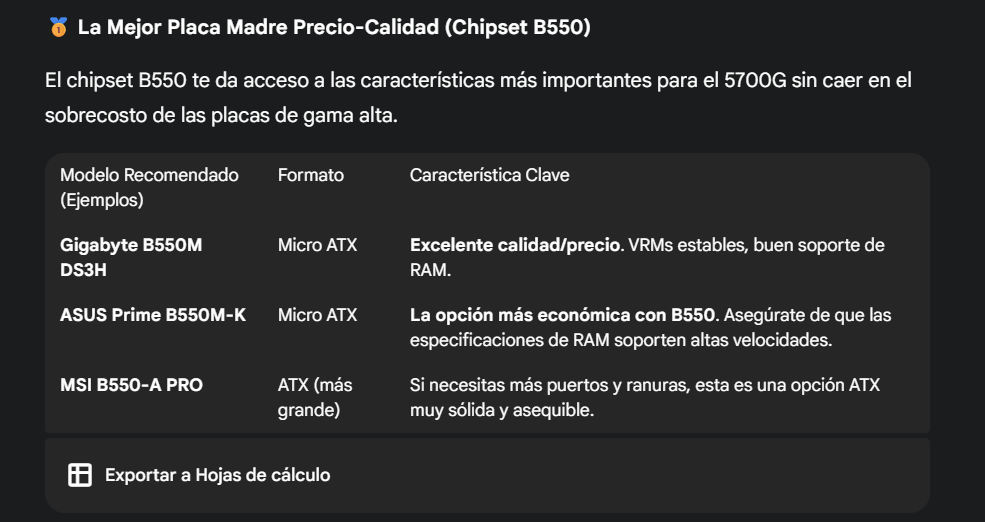 🥇 La Mejor Placa Madre Precio-Calidad (Chipset B550)
El chipset B550 te da acceso a las características más importantes para el 5700G sin caer en el
sobrecosto de las placas de gama alta.
Modelo Recomendado (Ejemplos) Formato Característica Clave
Gigabyte B550M DS3H Micro ATX Excelente calidad/precio. VRMs estables, buen soporte de RAM.
ASUS Prime B550M-K Micro ATX La opción más económica con B550. Asegúrate de que las especificaciones de RAM soporten altas velocidades.
MSI B550-A PRO ATX (más grande) Si necesitas más puertos y ranuras, esta es una opción ATX muy sólida y asequible.
Exportar a Hojas de cálculo